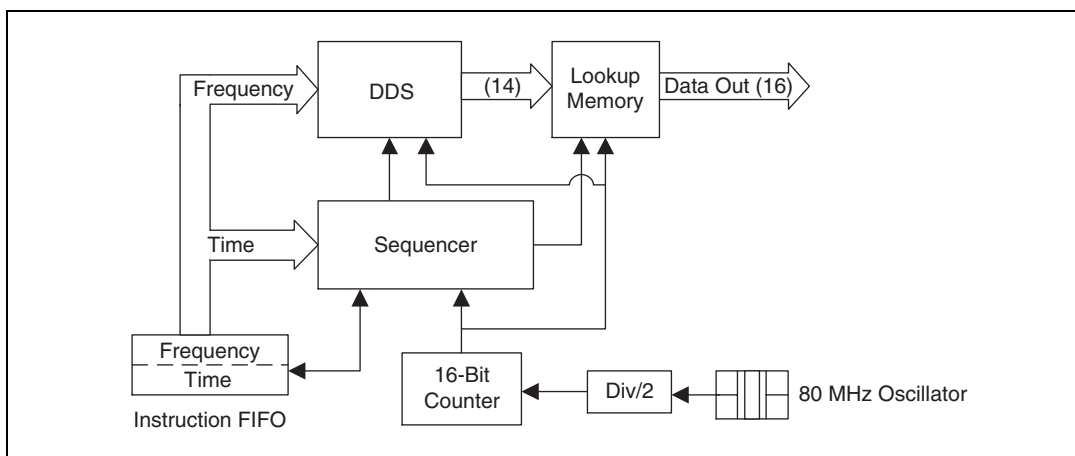 Frequency
DDS
(14)
Lookup
Memory
Data Out (16)
Time
Sequencer
Frequency
Time
Instruction FIFO
16-Bit
Counter
Div/2
80 MHz Oscillator